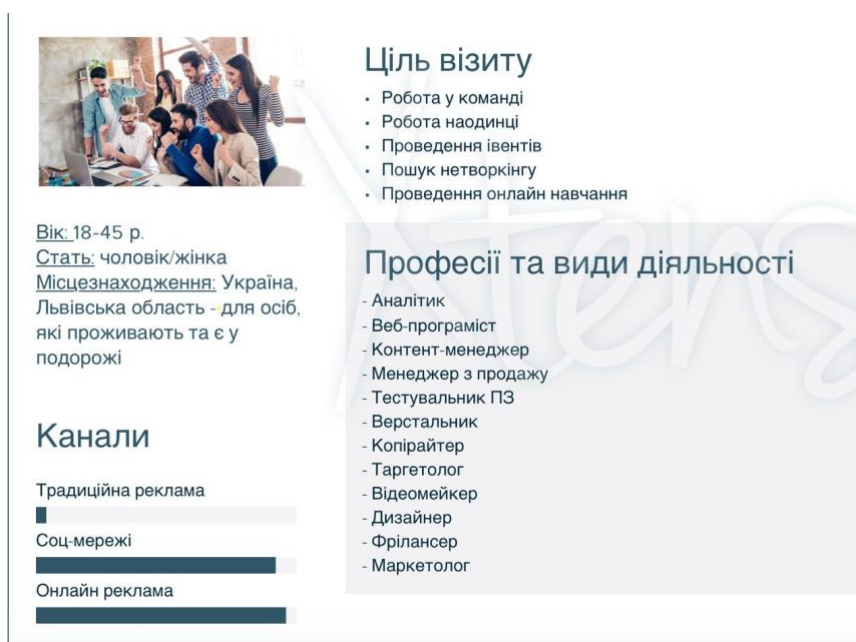 Ціль візиту
• Робота у команді
• Робота наодинці
• Проведення івентів
• Пошук нетворкінгу
• Проведення онлайн навчання
Вік: 18-45 р.
Стать: чоловік/жінка
Місцезнаходження: Україна,
Львівська область - для осіб,
які проживають та є у
подорожі
Професії та види діяльності
- Аналітик
- Веб-програміст
- Контент-менеджер
- Менеджер з продажу
- Тестувальник ПЗ
- Верстальник
- Копірайтер
- Таргетолог
- Відеомейкер
- Дизайнер
- Фрілансер
- Маркетолог
Канали
Традиційна реклама
Соц-мережі
Онлайн реклама